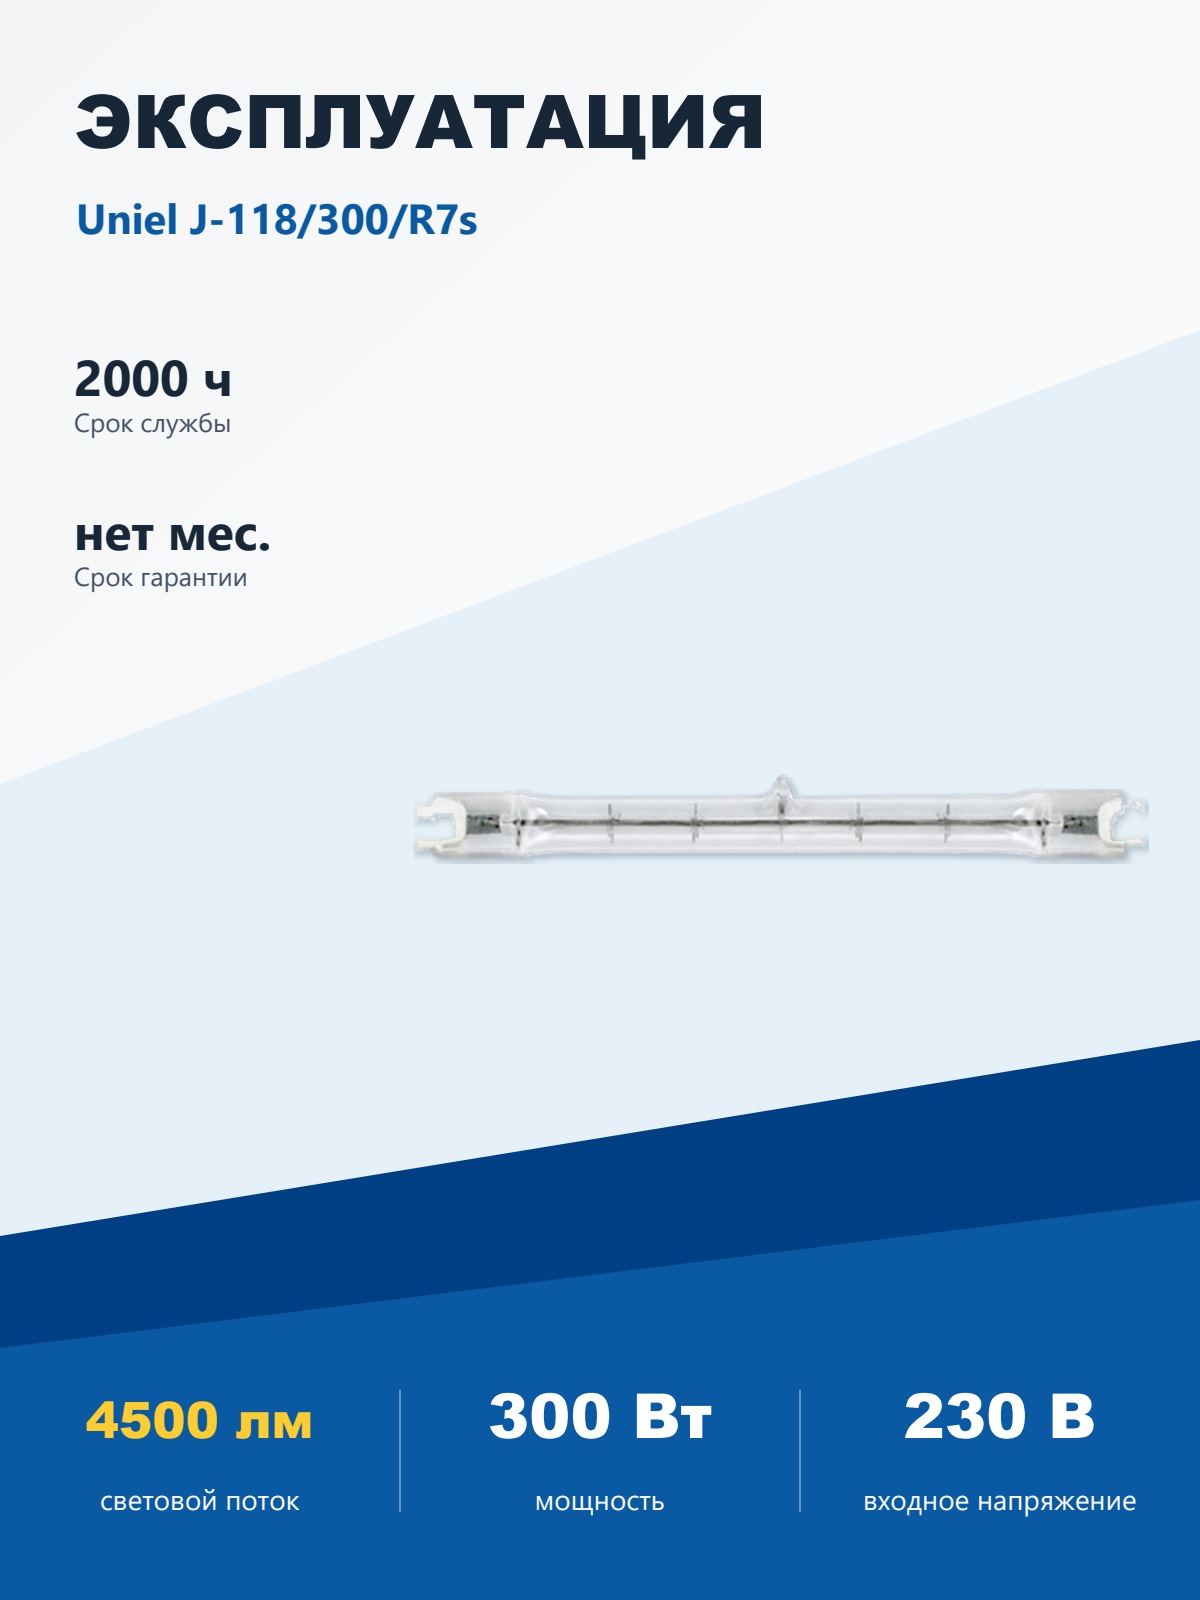 ЭКСПЛУАТАЦИЯ
Uniel J-118/300/R7s
2000 ч
Срок службы
нет мес.
Срок гарантии
4500 лм
световой поток
300 Вт
мощность
230 В
входное напряжение